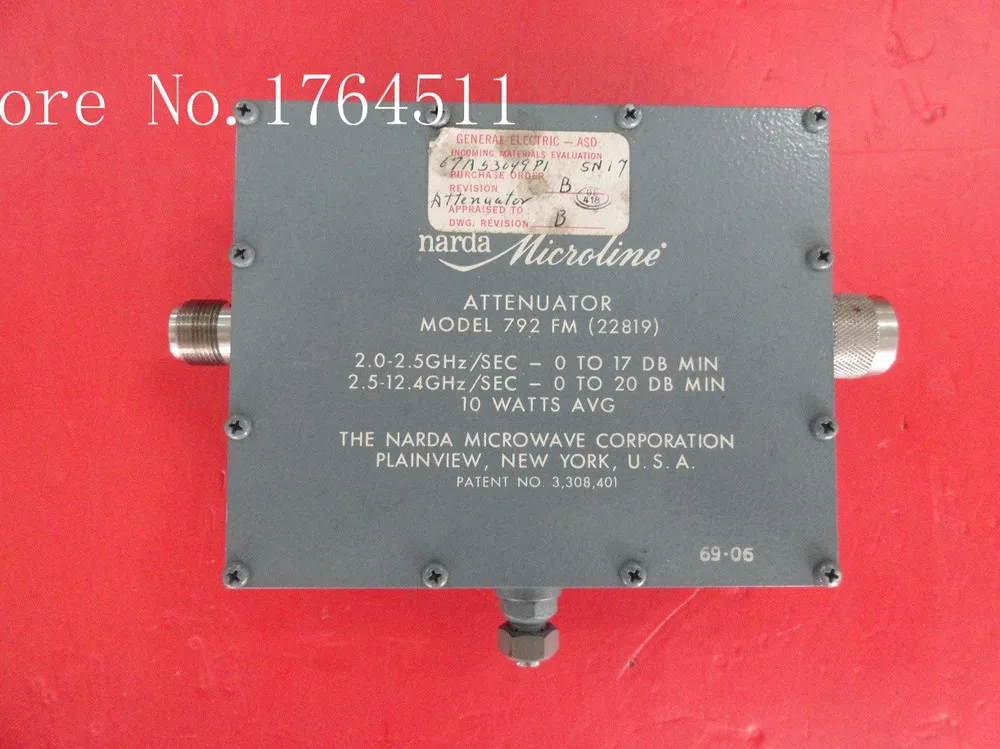 ore No.1764511
GENERAL ELECTRIC — ASD
INCOMING MATERIALS EVALUATION
67A53049P1 SN17
PURCHASE ORDER
REVISION B
GE
418
Attenuator
APPRAISED TO
DWG. REVISION B
narda Microline®
ATTENUATOR
MODEL 792 FM (22819)
2.0-2.5GHz/SEC – 0 TO 17 DB MIN
2.5-12.4GHz/SEC – 0 TO 20 DB MIN
10 WATTS AVG
THE NARDA MICROWAVE CORPORATION
PLAINVIEW, NEW YORK, U.S.A.
PATENT NO. 3,308,401
69-06